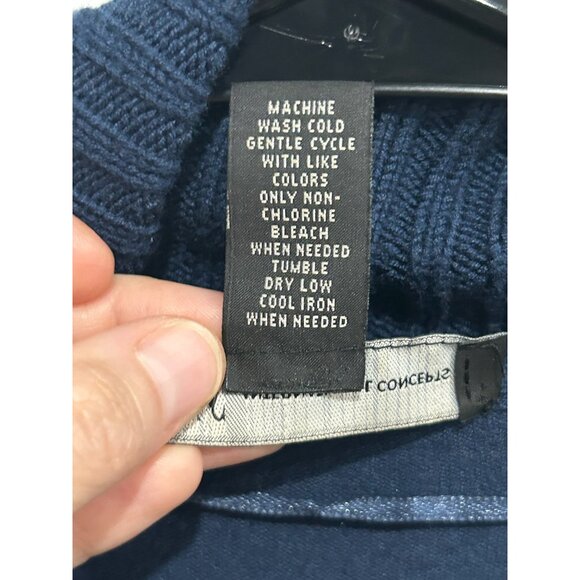 MACHINE
WASH COLD
GENTLE CYCLE
WITH LIKE
COLORS
ONLY NON-
CHLORINE
BLEACH
WHEN NEEDED
TUMBLE
DRY LOW
COOL IRON
WHEN NEEDED
CONCEPTS